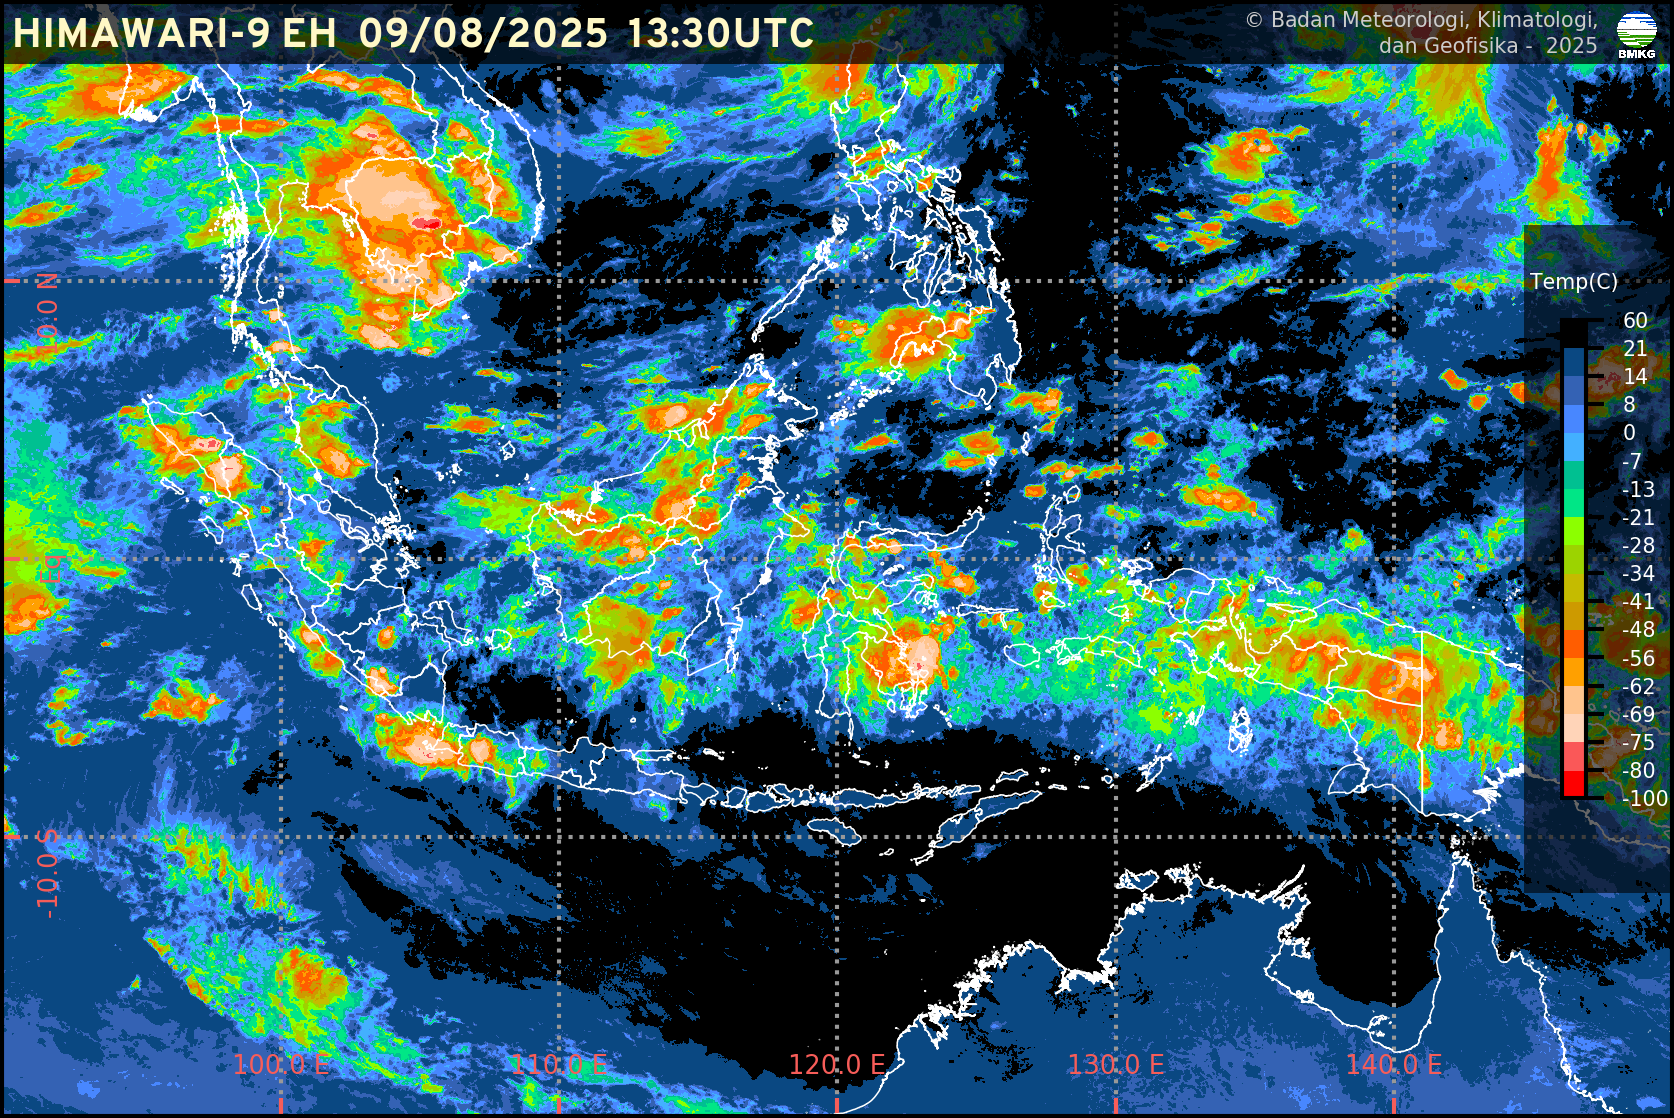 HIMAWARI-9 EH 09/08/2025 13:30UTC
© Badan Meteorologi, Klimatologi,
dan Geofisika - 2025
BMKG
Temp(C)
60
21
14
8
0
-7
-13
-21
-28
-34
-41
-48
-56
-62
-69
-75
-80
-100
0.0 N
EQ
-10.0 S
100.0 E
110.0 E
120.0 E
130.0 E
140.0 E